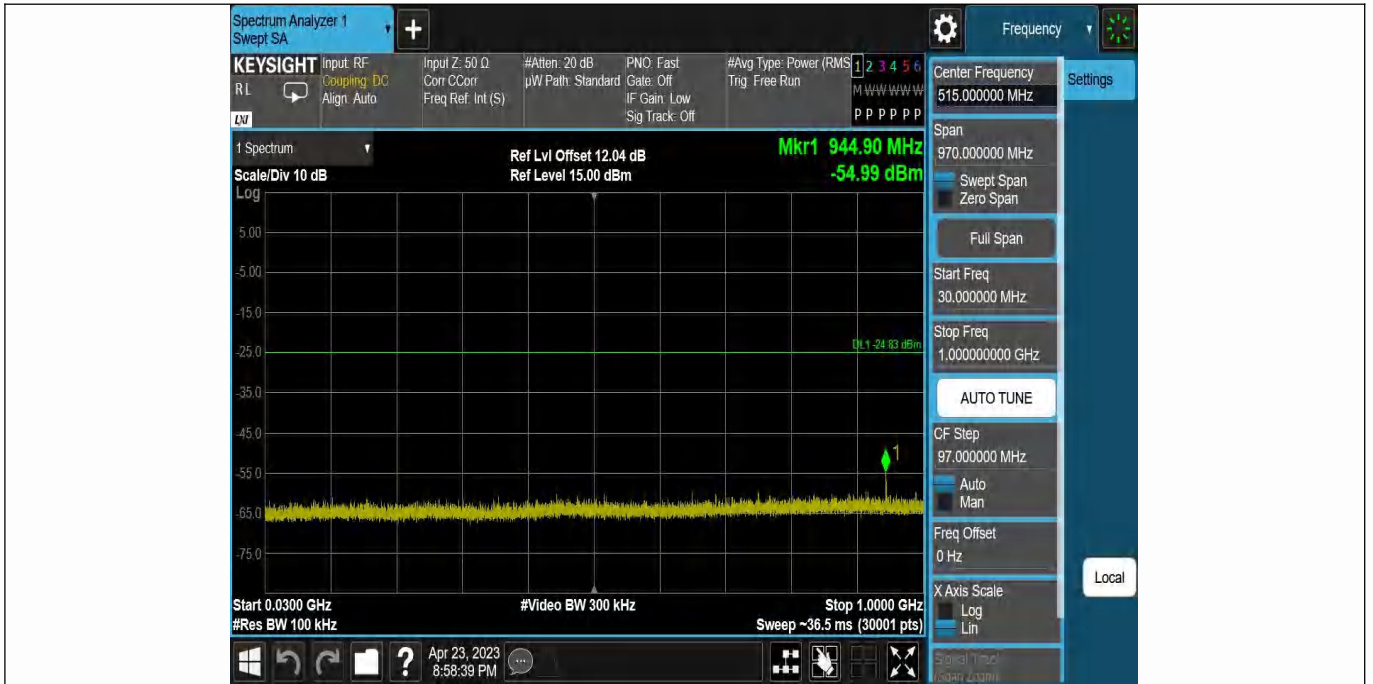 Spectrum Analyzer 1
Swept SA
+
Frequency
KEYSIGHT
RL
LXI
Input: RF
Coupling: DC
Align: Auto
Input Z: 50 Ω
Corr CCorr
Freq Ref: Int (S)
#Atten: 20 dB
µW Path: Standard
PNO: Fast
Gate: Off
IF Gain: Low
Sig Track: Off
#Avg Type: Power (RMS
Trig: Free Run
1 2 3 4 5 6
M W W W W W
P P P P P P
Center Frequency
515.000000 MHz
Settings
1 Spectrum
Scale/Div 10 dB
Ref Lvl Offset 12.04 dB
Ref Level 15.00 dBm
Mkr1 944.90 MHz
-54.99 dBm
Log
5.00
-5.00
-15.0
-25.0
-35.0
-45.0
-55.0
-65.0
-75.0
DL1 -24.83 dBm
1
Start 0.0300 GHz
#Res BW 100 kHz
#Video BW 300 kHz
Stop 1.0000 GHz
Sweep ~36.5 ms (30001 pts)
Span
970.000000 MHz
Swept Span
Zero Span
Full Span
Start Freq
30.000000 MHz
Stop Freq
1.000000000 GHz
AUTO TUNE
CF Step
97.000000 MHz
Auto
Man
Freq Offset
0 Hz
X Axis Scale
Log
Lin
Signal Track
(Span Zoom)
Local
?
Apr 23, 2023
8:58:39 PM